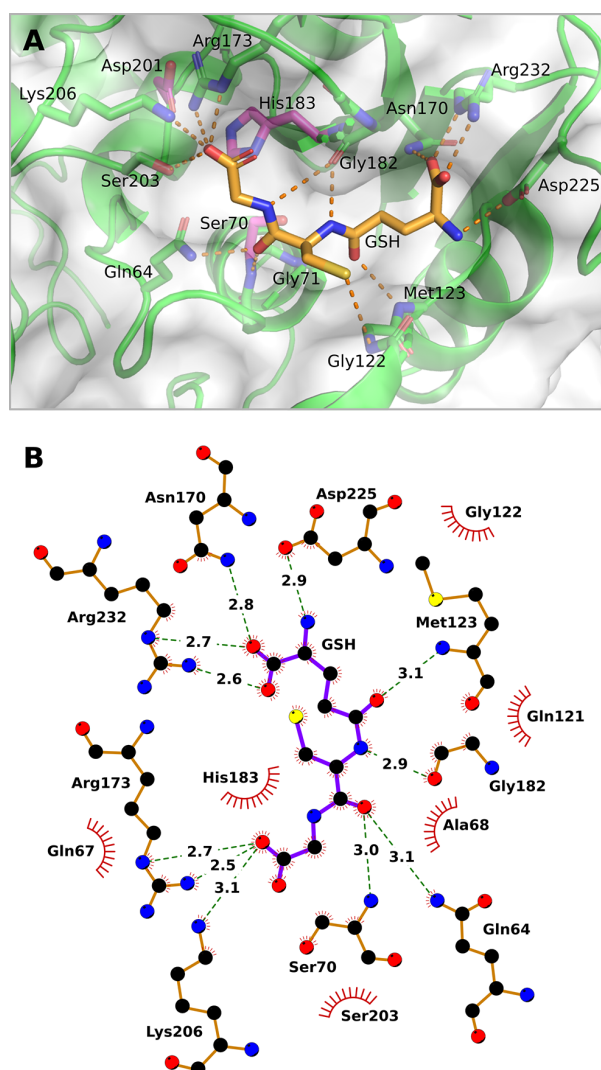 A
Arg173
Asp201
Arg232
Lys206
His183
Asn170
Gly182
Ser203
Asp225
Ser70
GSH
Gln64
Gly71
Met123
Gly122
B
Asn170
Asp225
Gly122
2.9
2.8
Met123
Arg232
2.7
GSH
2.6
3.1
Gln121
2.9
Arg173
His183
Gly182
Ala68
Gln67
2.7
2.5
3.0
3.1
3.1
Gln64
Ser70
Ser203
Lys206